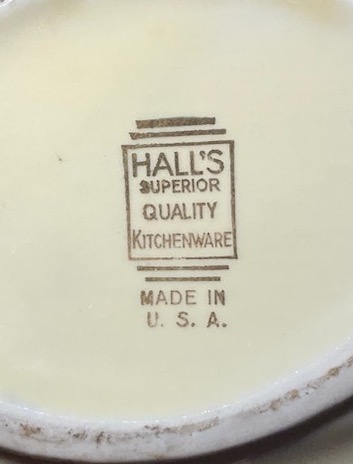 HALL'S
SUPERIOR
QUALITY
KITCHENWARE
MADE IN
U. S. A.